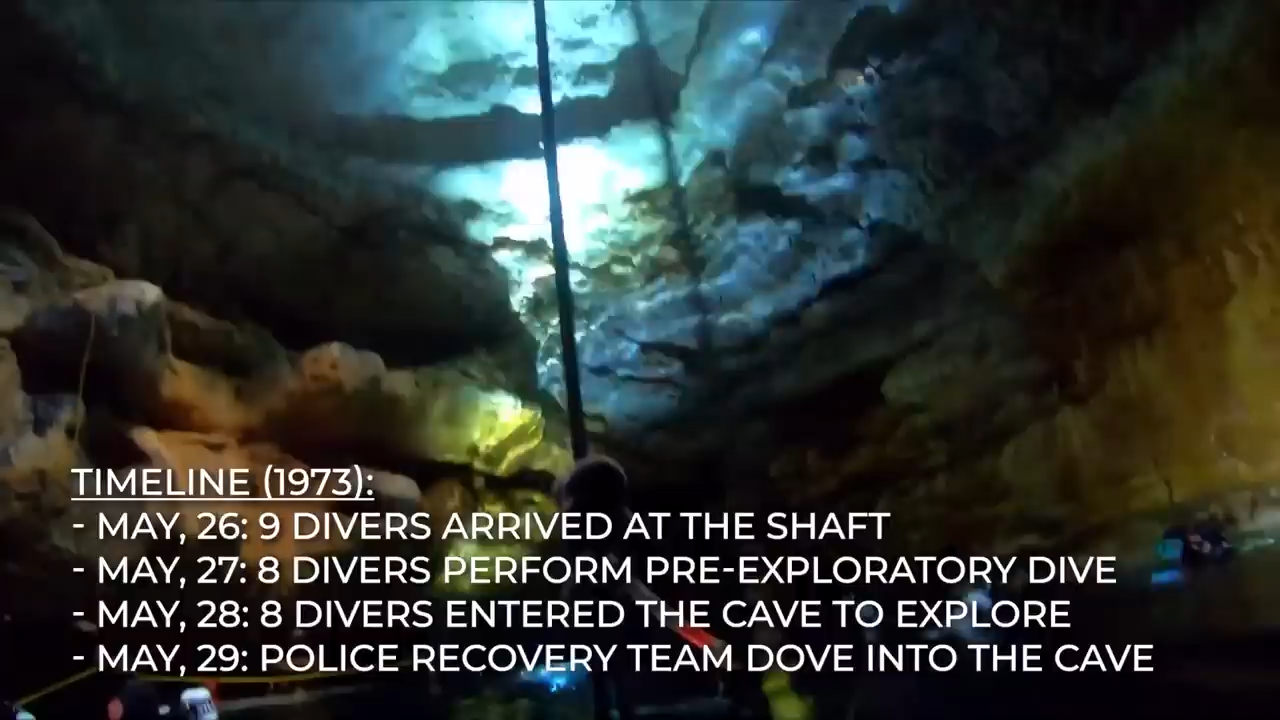 TIMELINE (1973):
- MAY, 26: 9 DIVERS ARRIVED AT THE SHAFT
- MAY, 27: 8 DIVERS PERFORM PRE-EXPLORATORY DIVE
- MAY, 28: 8 DIVERS ENTERED THE CAVE TO EXPLORE
- MAY, 29: POLICE RECOVERY TEAM DOVE INTO THE CAVE